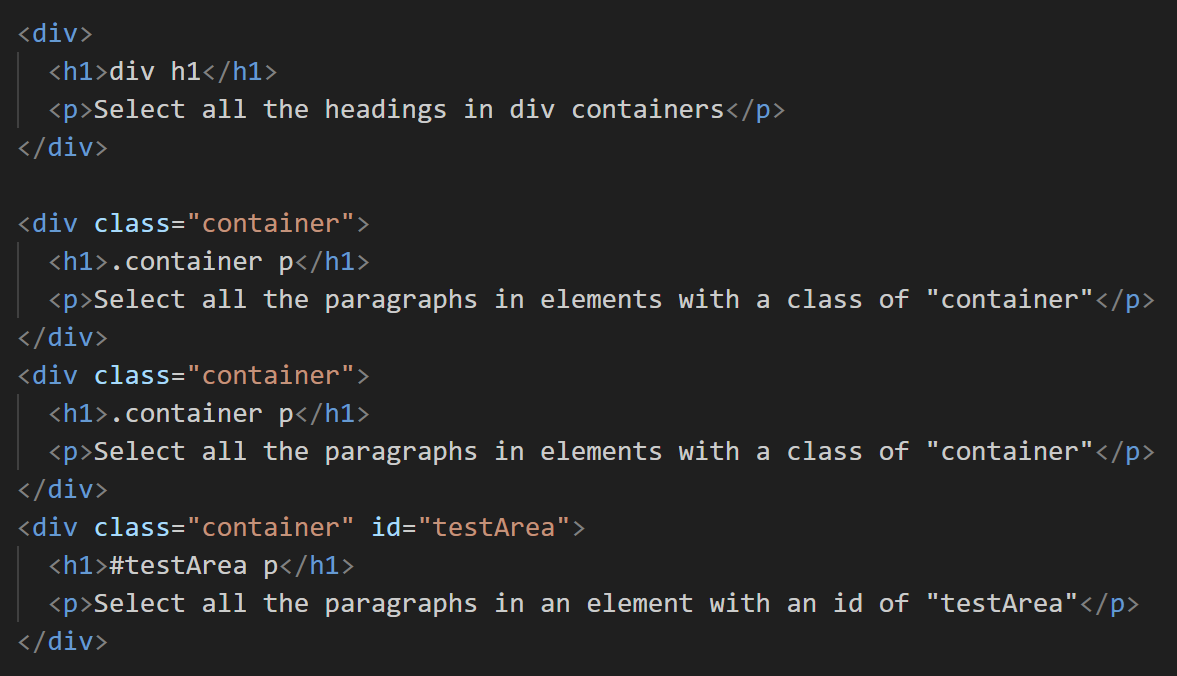 <div>
<h1>div h1</h1>
<p>Select all the headings in div containers</p>
</div>
<div class="container">
<h1>.container p</h1>
<p>Select all the paragraphs in elements with a class of "container"</p>
</div>
<div class="container">
<h1>.container p</h1>
<p>Select all the paragraphs in elements with a class of "container"</p>
</div>
<div class="container" id="testArea">
<h1>#testArea p</h1>
<p>Select all the paragraphs in an element with an id of "testArea"</p>
</div>